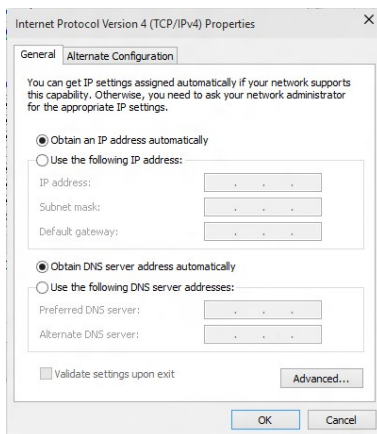 Internet Protocol Version 4 (TCP/IPv4) Properties
General
Alternate Configuration
You can get IP settings assigned automatically if your network supports
this capability. Otherwise, you need to ask your network administrator
for the appropriate IP settings.
Obtain an IP address automatically
Use the following IP address:
IP address:
Subnet mask:
Default gateway:
Obtain DNS server address automatically
Use the following DNS server addresses:
Preferred DNS server:
Alternate DNS server:
Validate settings upon exit
Advanced...
OK
Cancel